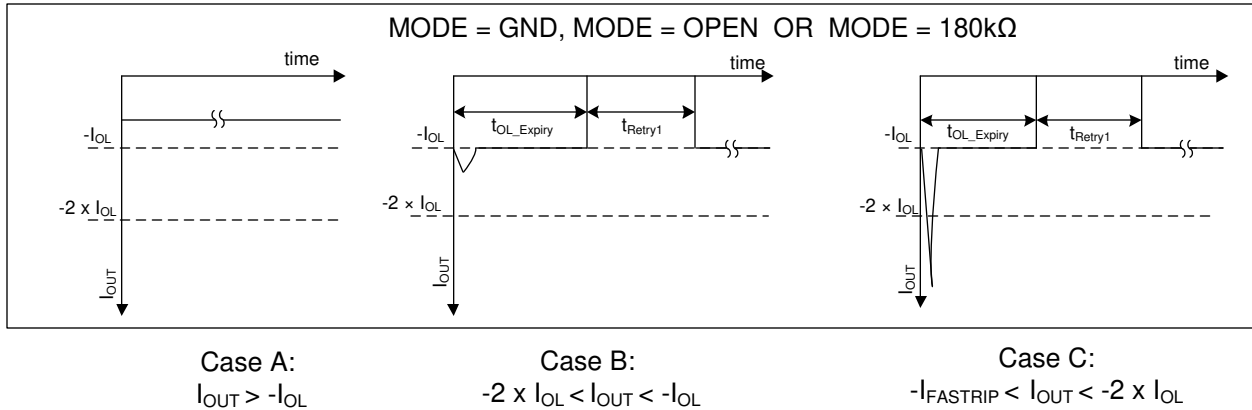 MODE = GND, MODE = OPEN OR MODE = 180kΩ
time
-I_OL
-2 x I_OL
I_OUT
time
t_OL_Expiry
t_Retry1
-I_OL
-2 × I_OL
I_OUT
time
t_OL_Expiry
t_Retry1
-I_OL
-2 × I_OL
I_OUT
Case A:
I_OUT > -I_OL
Case B:
-2 x I_OL < I_OUT < -I_OL
Case C:
-I_FASTRIP < I_OUT < -2 x I_OL